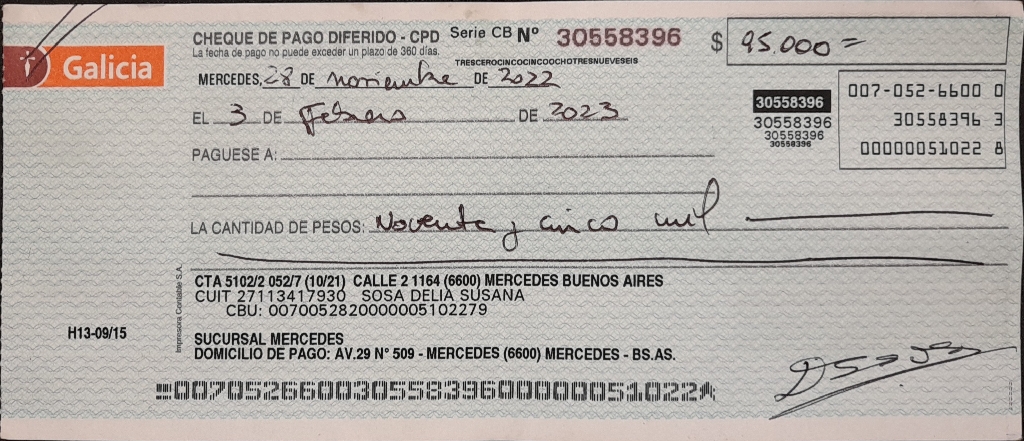 Galicia
CHEQUE DE PAGO DIFERIDO - CPD Serie CB Nº 30558396 $ 95.000=
La fecha de pago no puede exceder un plazo de 360 días.
TRESCEROCINCOCINCOOCHOTRESNUEVESEIS
MERCEDES, 28 DE noviembre DE 2022
EL 3 DE Febrero DE 2023
30558396
30558396
30558396
30558396
007-052-6600 0
30558396 3
00000051022 8
PAGUESE A:
LA CANTIDAD DE PESOS: Noventa y cinco mil
CTA 5102/2 052/7 (10/21) CALLE 2 1164 (6600) MERCEDES BUENOS AIRES
CUIT 27113417930 SOSA DELIA SUSANA
CBU: 0070052820000005102279
Impresora Contable S.A.
H13-09/15
SUCURSAL MERCEDES
DOMICILIO DE PAGO: AV.29 N° 509 - MERCEDES (6600) MERCEDES - BS.AS.
00705266003055839600000051022